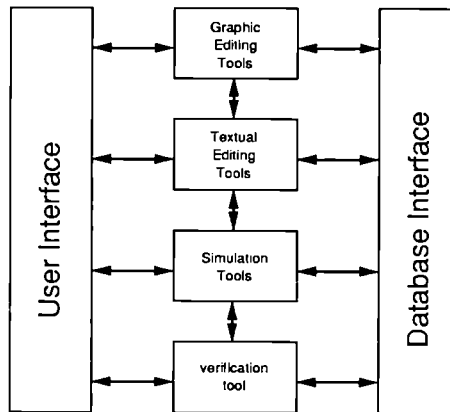 User Interface
Graphic
Editing
Tools
Textual
Editing
Tools
Simulation
Tools
verification
tool
Database Interface